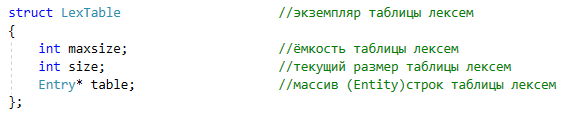 struct LexTable //экземпляр таблицы лексем
{
int maxsize; //ёмкость таблицы лексем
int size; //текущий размер таблицы лексем
Entry* table; //массив (Entity)строк таблицы лексем
};